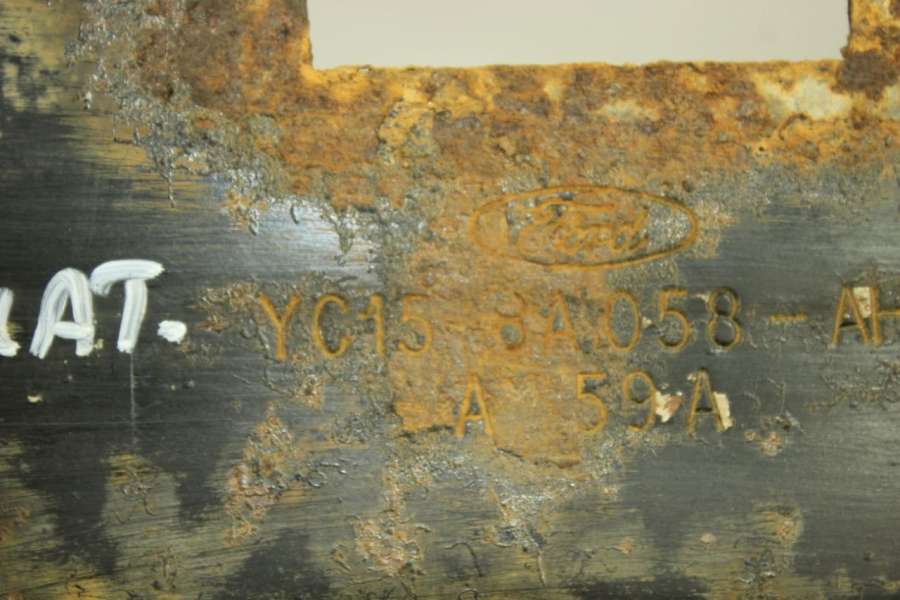 Ford
AT.
YC15-8A058-AH
A 59A